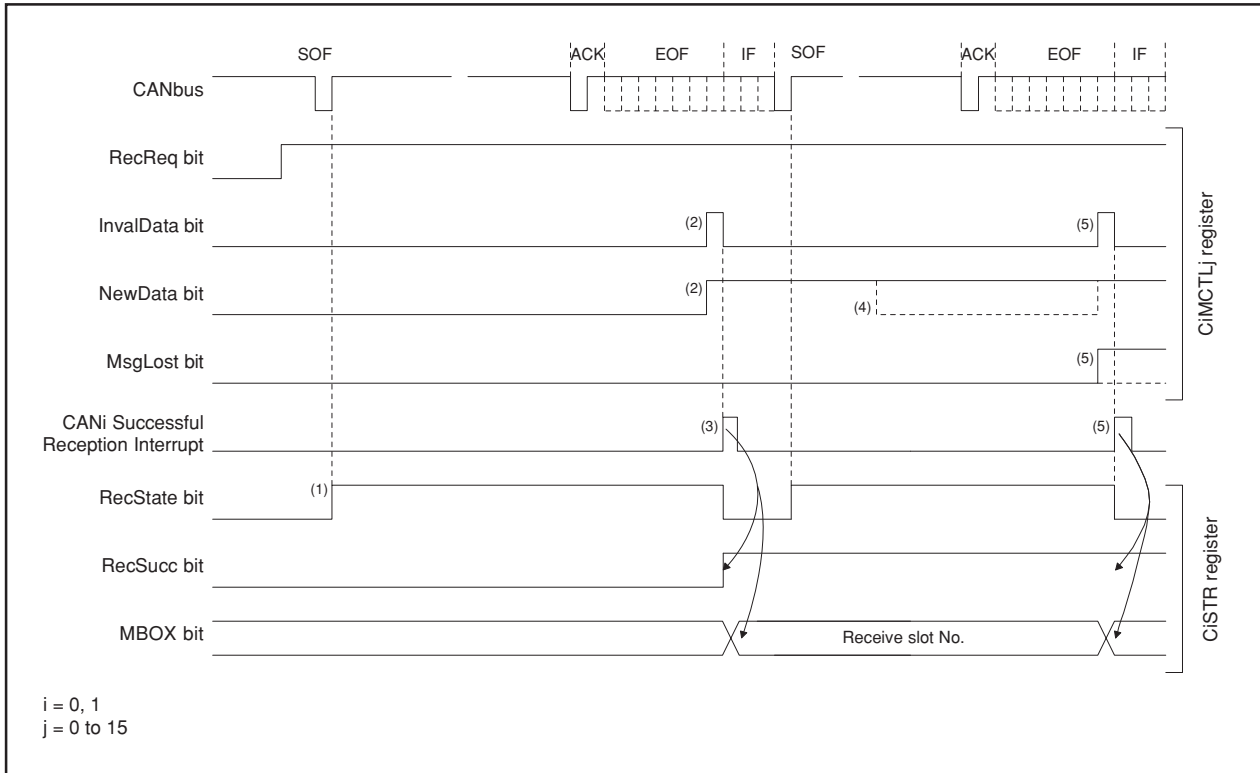 SOF ACK EOF IF SOF ACK EOF IF
CANbus
RecReq bit
InvalData bit (2) (5)
NewData bit (2) (4)
MsgLost bit (5)
CANi Successful
Reception Interrupt (3) (5)
RecState bit (1)
RecSucc bit
MBOX bit Receive slot No.
CiMCTLj register
CiSTR register
i = 0, 1
j = 0 to 15